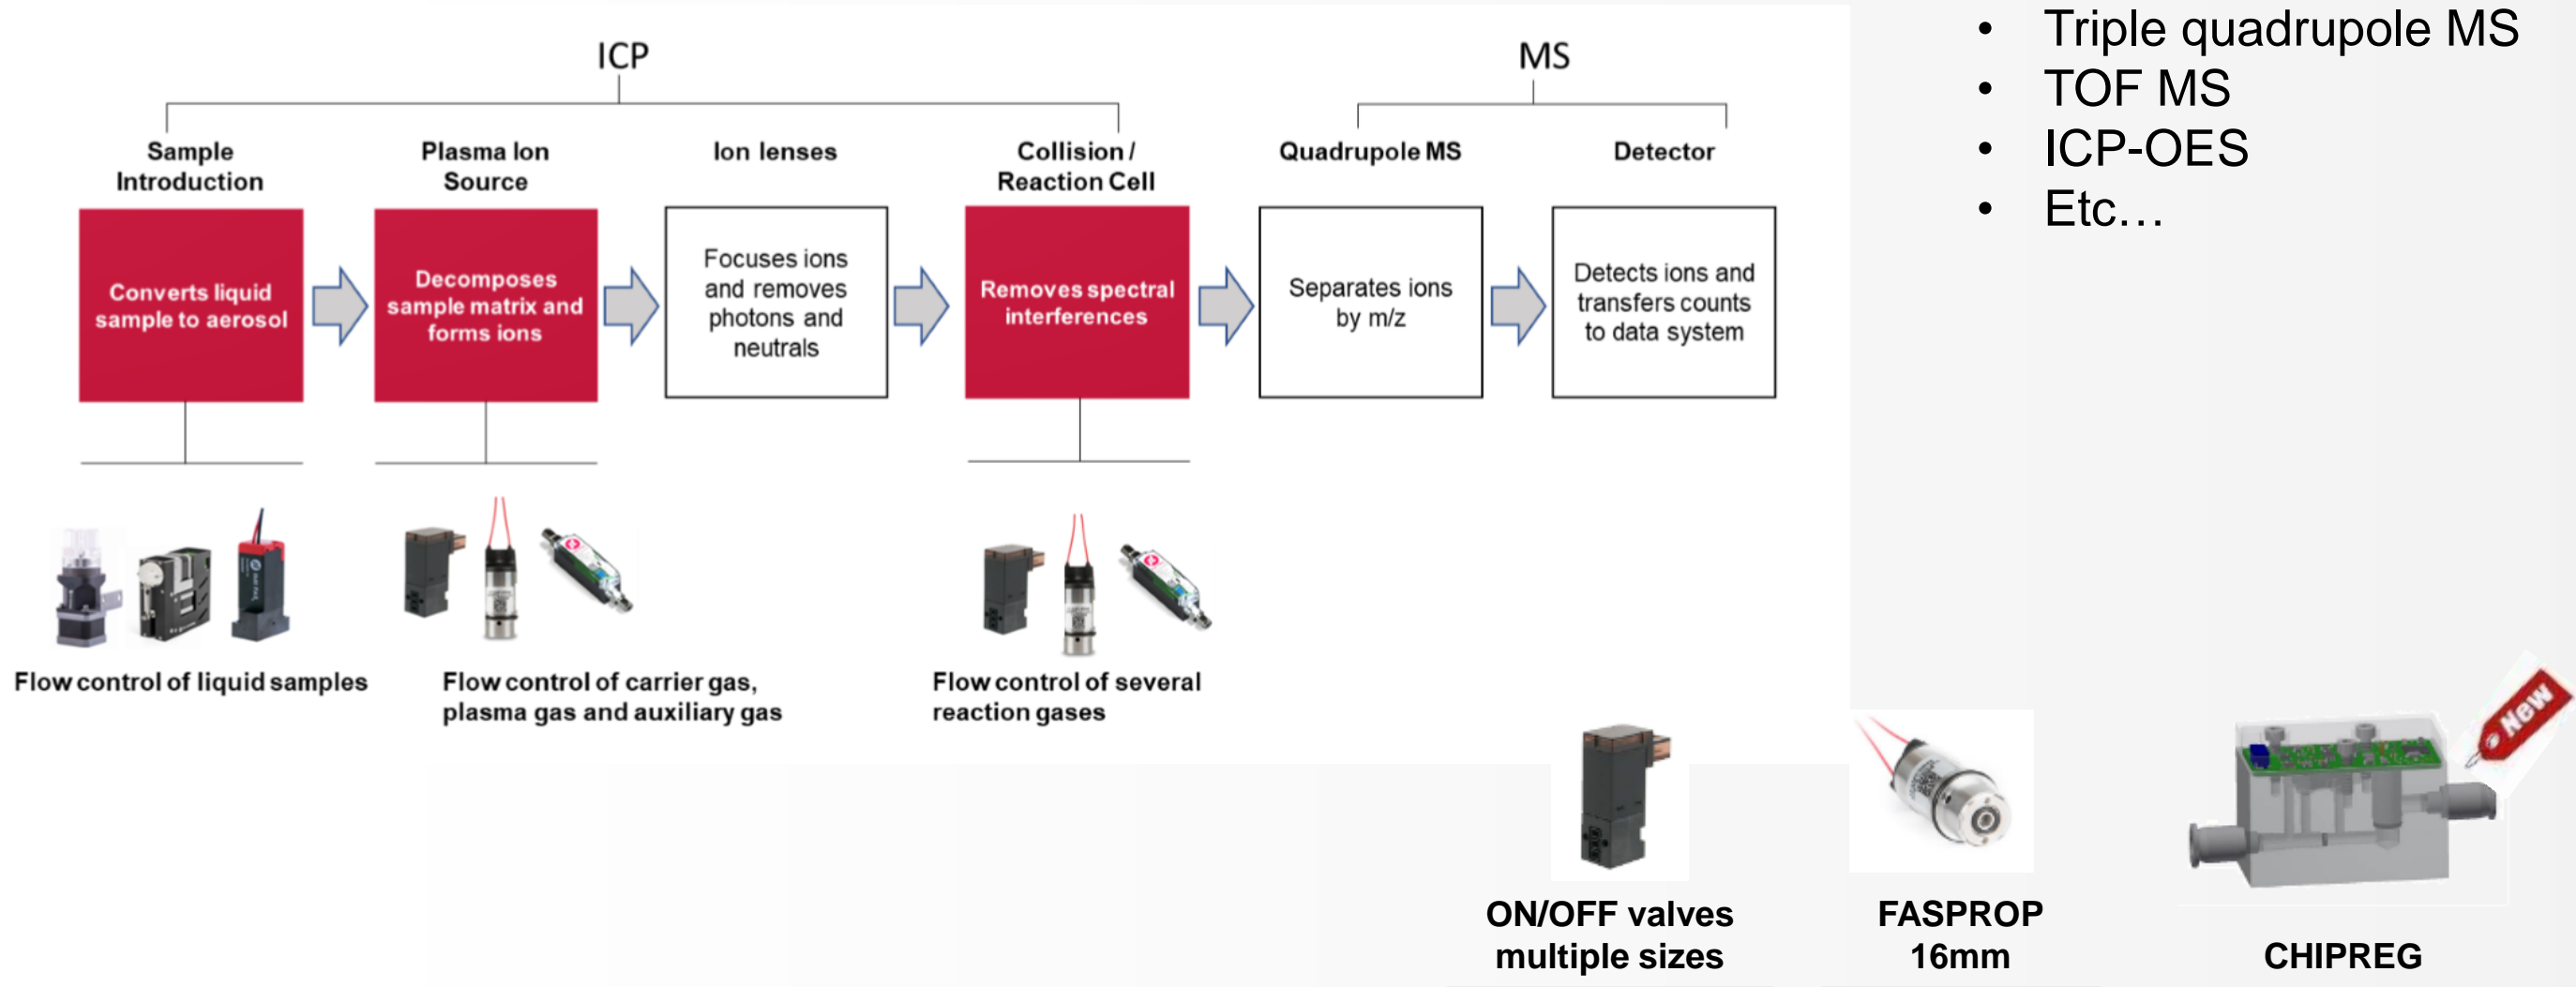 ICP
MS
Sample
Introduction
Plasma Ion
Source
Ion lenses
Collision /
Reaction Cell
Quadrupole MS
Detector
Converts liquid
sample to aerosol
Decomposes
sample matrix and
forms ions
Focuses ions
and removes
photons and
neutrals
Removes spectral
interferences
Separates ions
by m/z
Detects ions and
transfers counts
to data system
Flow control of liquid samples
Flow control of carrier gas,
plasma gas and auxiliary gas
Flow control of several
reaction gases
• Triple quadrupole MS
• TOF MS
• ICP-OES
• Etc…
New
ON/OFF valves
multiple sizes
FASPROP
16mm
CHIPREG